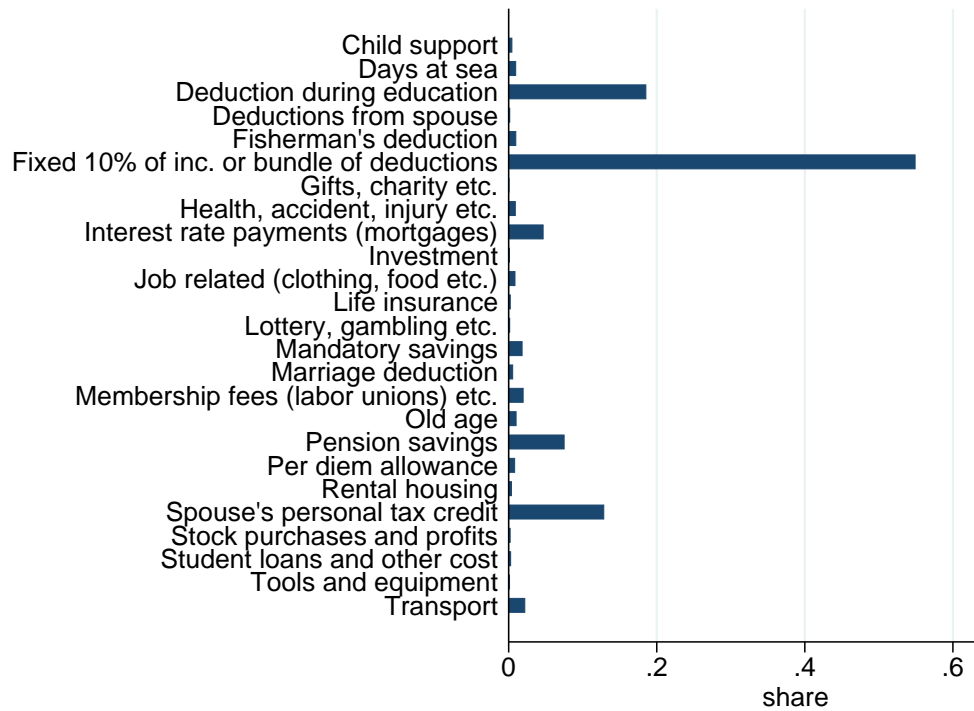 Child support
Days at sea
Deduction during education
Deductions from spouse
Fisherman's deduction
Fixed 10% of inc. or bundle of deductions
Gifts, charity etc.
Health, accident, injury etc.
Interest rate payments (mortgages)
Investment
Job related (clothing, food etc.)
Life insurance
Lottery, gambling etc.
Mandatory savings
Marriage deduction
Membership fees (labor unions) etc.
Old age
Pension savings
Per diem allowance
Rental housing
Spouse's personal tax credit
Stock purchases and profits
Student loans and other cost
Tools and equipment
Transport
0 .2 .4 .6
share